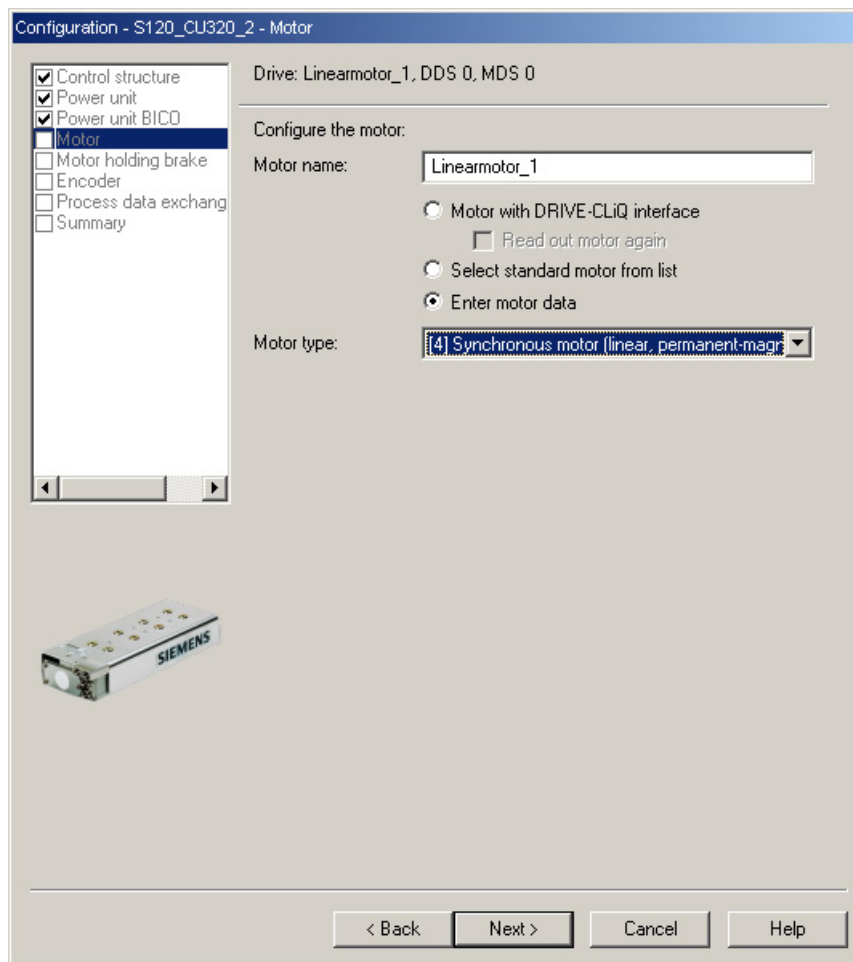 Configuration - S120_CU320_2 - Motor
Control structure
Power unit
Power unit BICO
Motor
Motor holding brake
Encoder
Process data exchang
Summary
Drive: Linearmotor_1, DDS 0, MDS 0
Configure the motor:
Motor name:
Linearmotor_1
Motor with DRIVE-CLiQ interface
Read out motor again
Select standard motor from list
Enter motor data
Motor type:
[4] Synchronous motor (linear, permanent-magr
SIEMENS
< Back
Next >
Cancel
Help